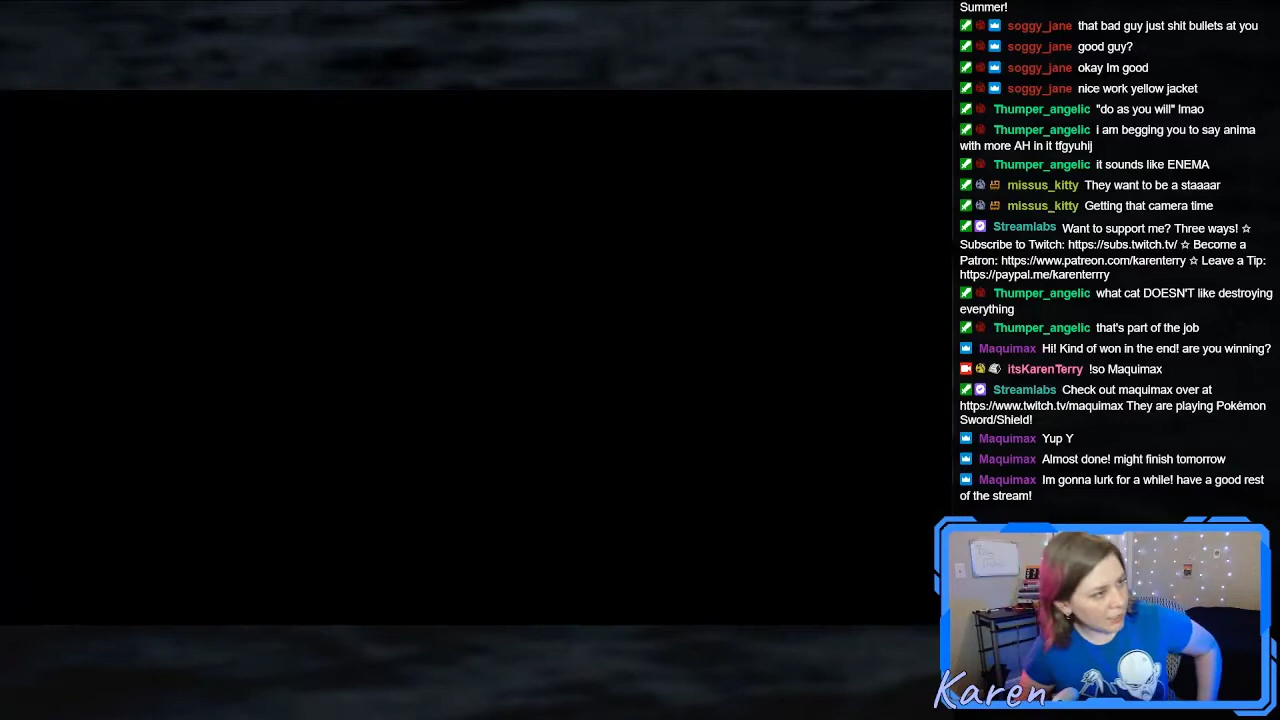 Summer!
soggy_jane that bad guy just shit bullets at you
soggy_jane good guy?
soggy_jane okay Im good
soggy_jane nice work yellow jacket
Thumper_angelic "do as you will" lmao
Thumper_angelic i am begging you to say anima
with more AH in it tfgyuhij
Thumper_angelic it sounds like ENEMA
missus_kitty They want to be a staaaar
missus_kitty Getting that camera time
Streamlabs Want to support me? Three ways! ☆
Subscribe to Twitch: https://subs.twitch.tv/ ☆ Become a
Patron: https://www.patreon.com/karenterry ☆ Leave a Tip:
https://paypal.me/karenterrry
Thumper_angelic what cat DOESN'T like destroying
everything
Thumper_angelic that's part of the job
Maquimax Hi! Kind of won in the end! are you winning?
itsKarenTerry !so Maquimax
Streamlabs Check out maquimax over at
https://www.twitch.tv/maquimax They are playing Pokémon
Sword/Shield!
Maquimax Yup Y
Maquimax Almost done! might finish tomorrow
Maquimax Im gonna lurk for a while! have a good rest
of the stream!
Karen